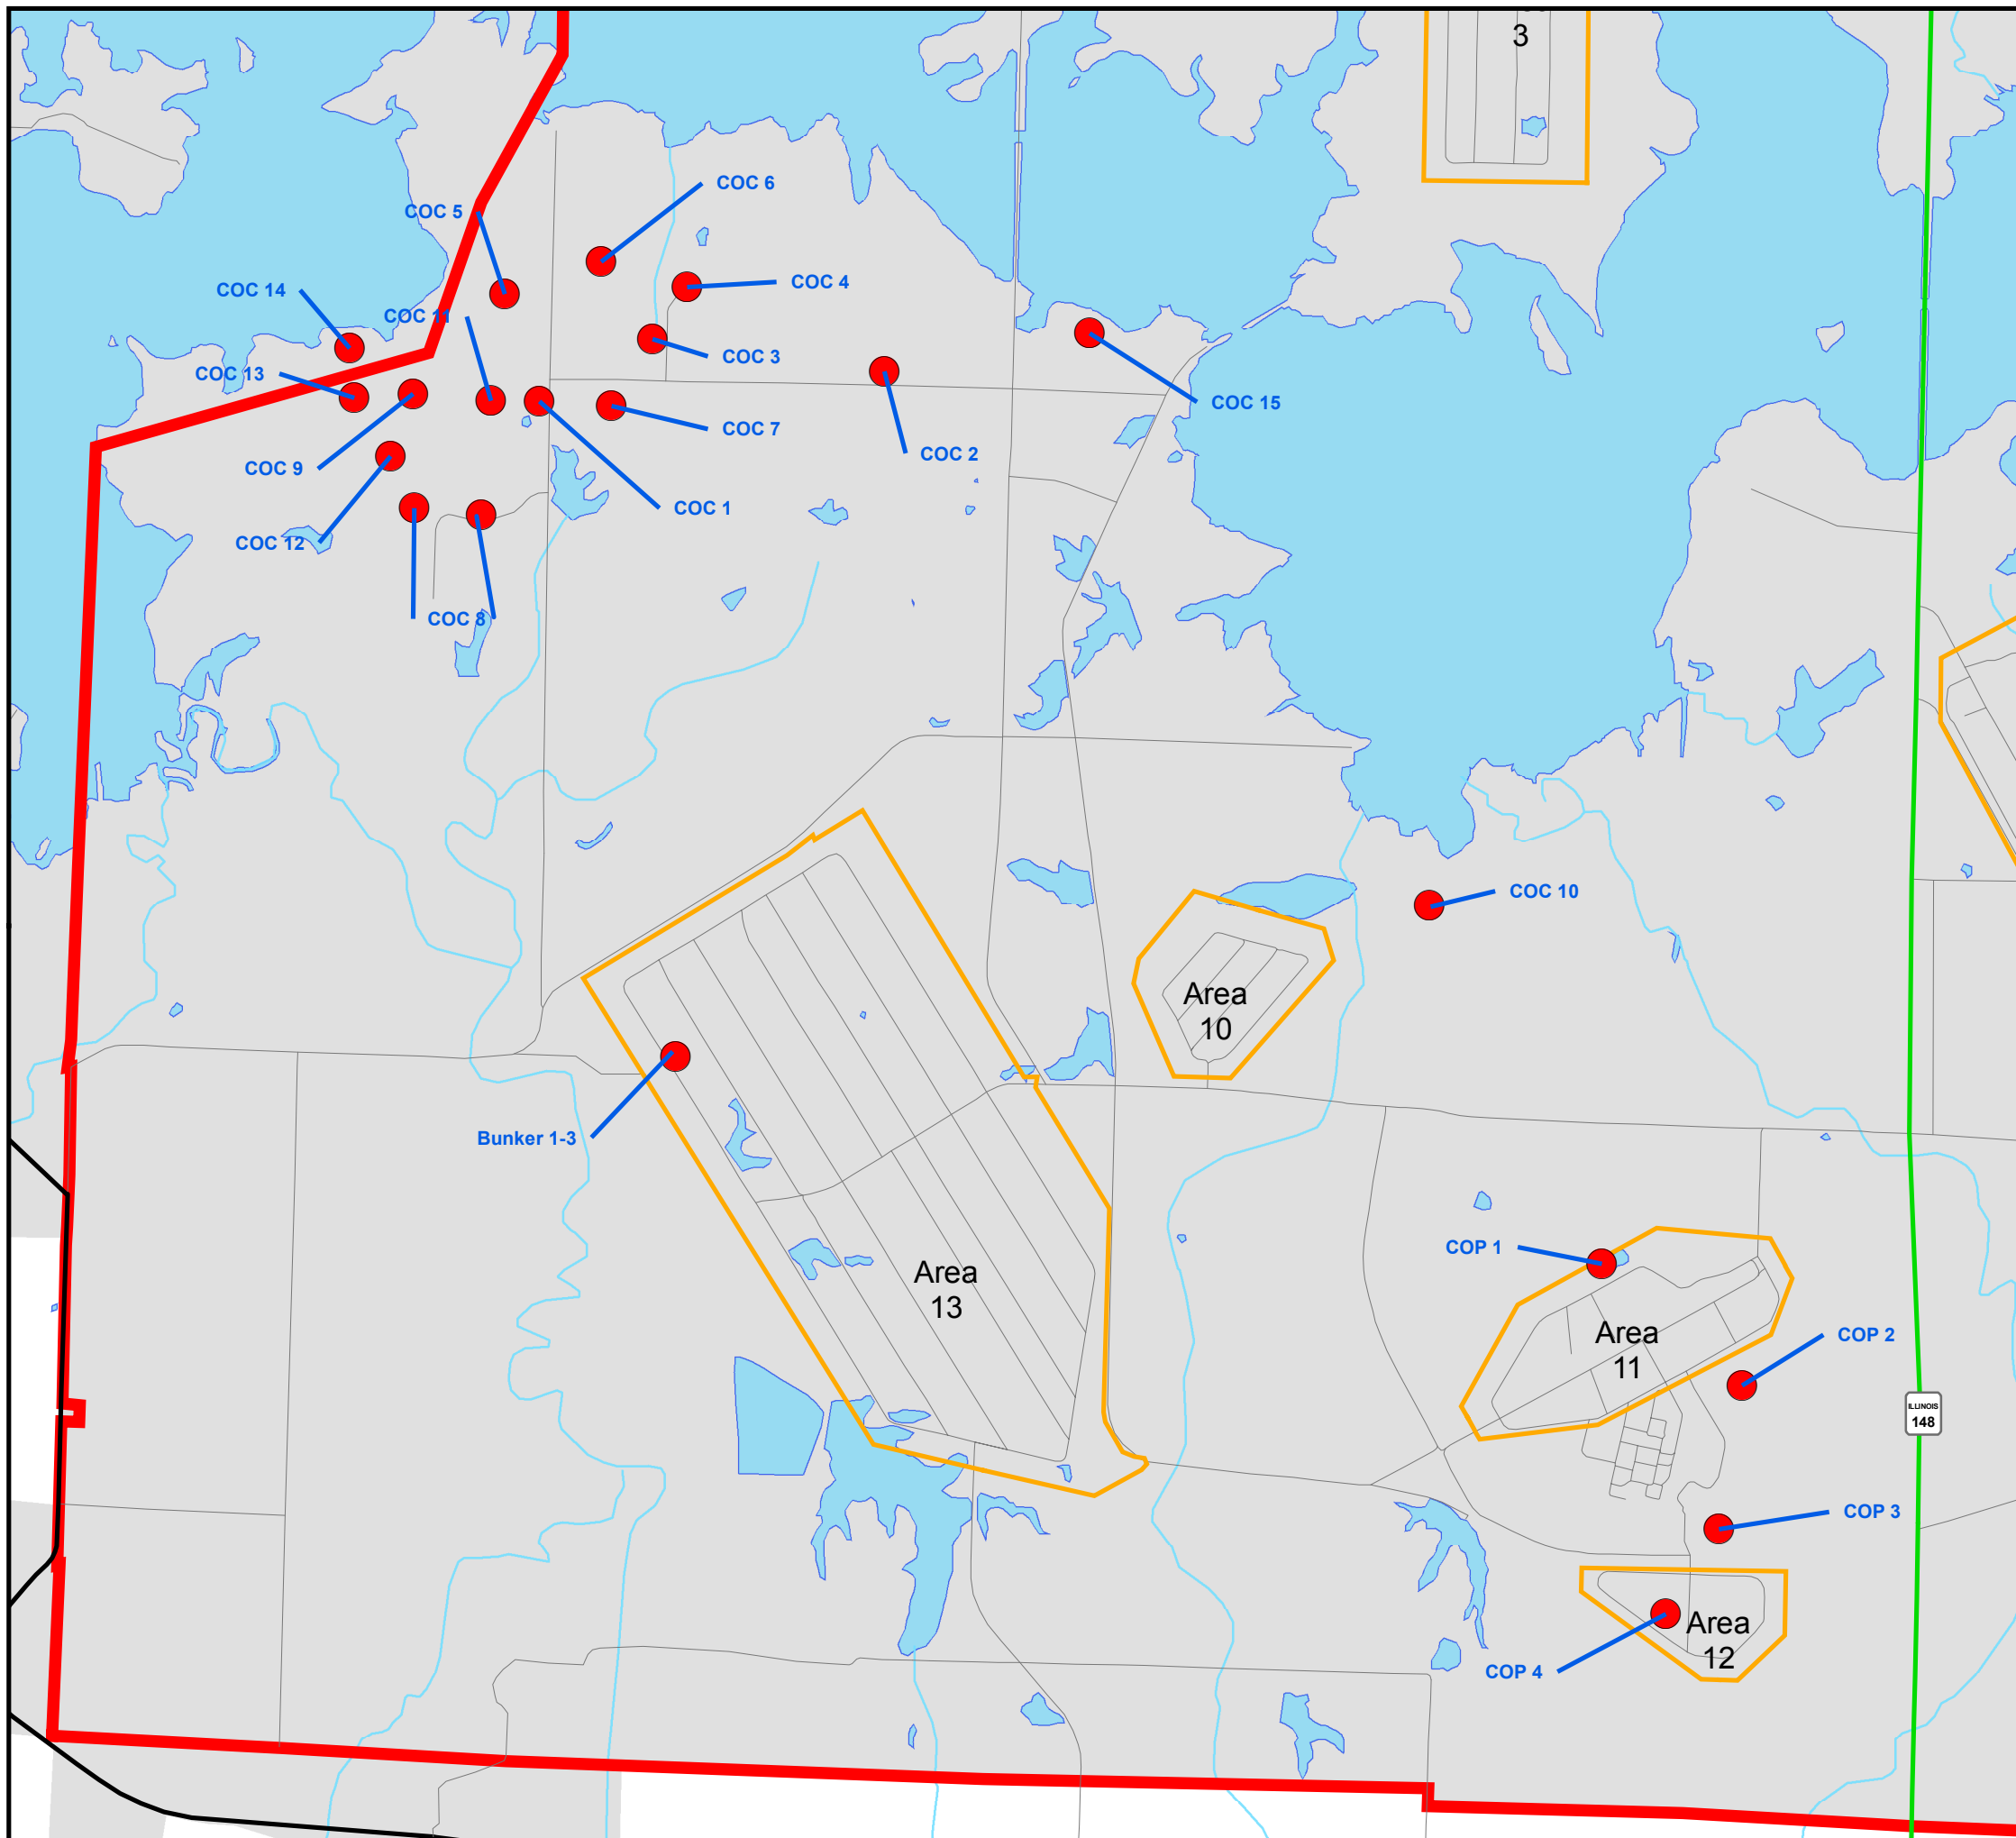 3
COC 6
COC 5
COC 4
COC 14
COC 11
COC 3
COC 13
COC 15
COC 7
COC 2
COC 9
COC 1
COC 12
COC 8
COC 10
Area
10
Bunker 1-3
COP 1
Area
13
Area
11
COP 2
ILLINOIS
148
COP 3
Area
12
COP 4